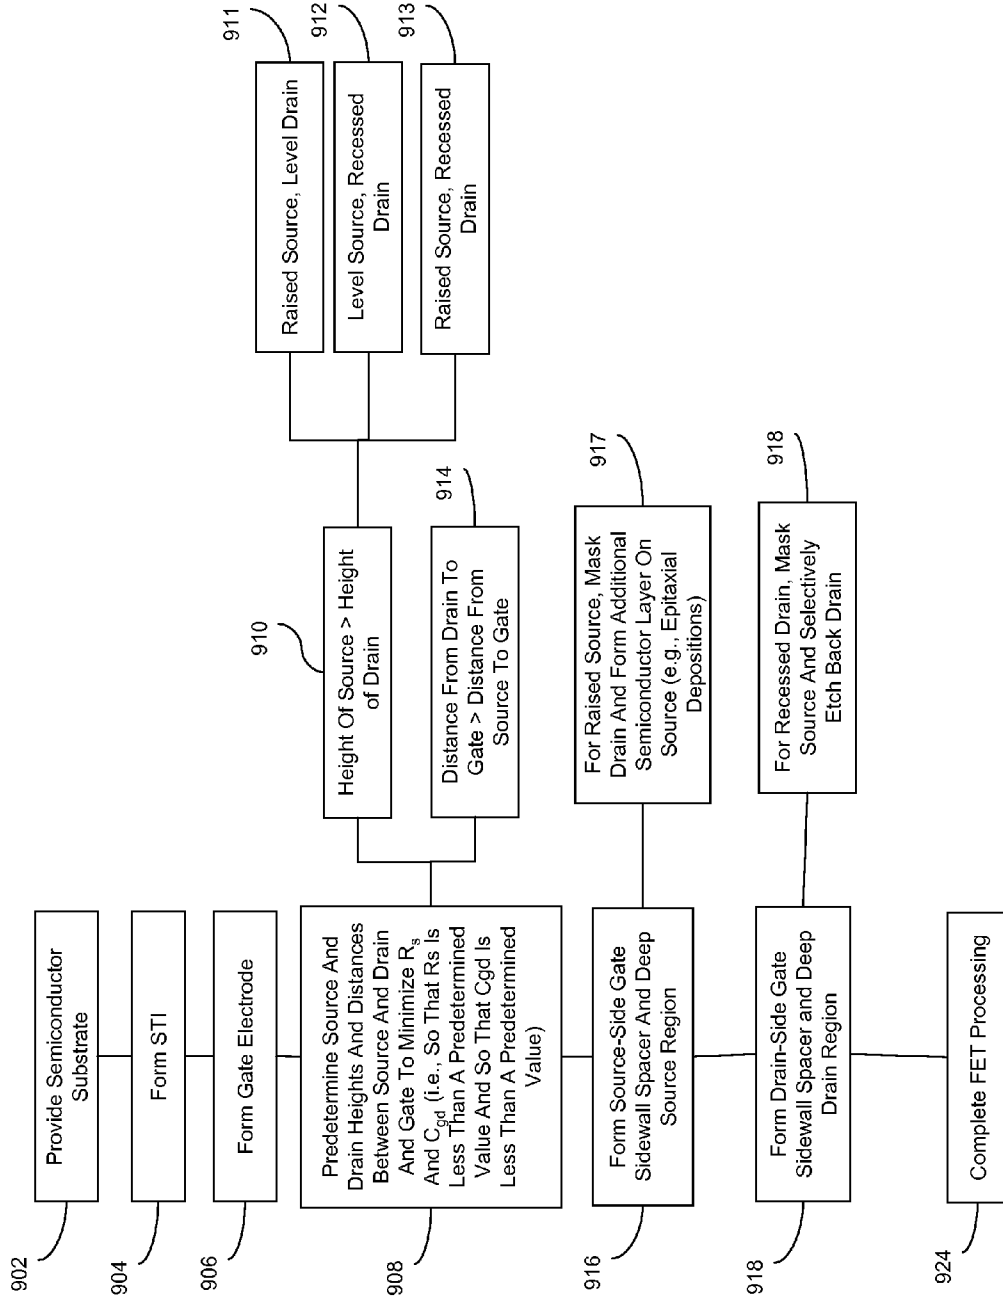 902
Provide Semiconductor
Substrate
904
Form STI
906
Form Gate Electrode
908
Predetermine Source And
Drain Heights And Distances
Between Source And Drain
And Gate To Minimize Rs
And Cgd (i.e., So That Rs Is
Less Than A Predetermined
Value And So That Cgd Is
Less Than A Predetermined
Value)
910
Height Of Source > Height
of Drain
911
Raised Source, Level Drain
912
Level Source, Recessed
Drain
913
Raised Source, Recessed
Drain
914
Distance From Drain To
Gate > Distance From
Source To Gate
916
Form Source-Side Gate
Sidewall Spacer And Deep
Source Region
917
For Raised Source, Mask
Drain And Form Additional
Semiconductor Layer On
Source (e.g., Epitaxial
Depositions)
918
Form Drain-Side Gate
Sidewall Spacer and Deep
Drain Region
918
For Recessed Drain, Mask
Source And Selectively
Etch Back Drain
924
Complete FET Processing